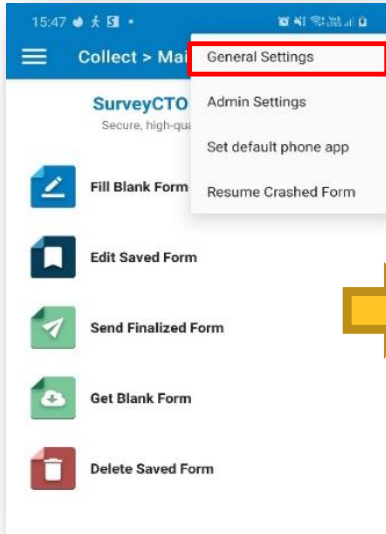 15:47
Collect > Mai
General Settings
SurveyCTO
Admin Settings
Secure, high-qua
Set default phone app
Fill Blank Form
Resume Crashed Form
Edit Saved Form
Send Finalized Form
Get Blank Form
Delete Saved Form